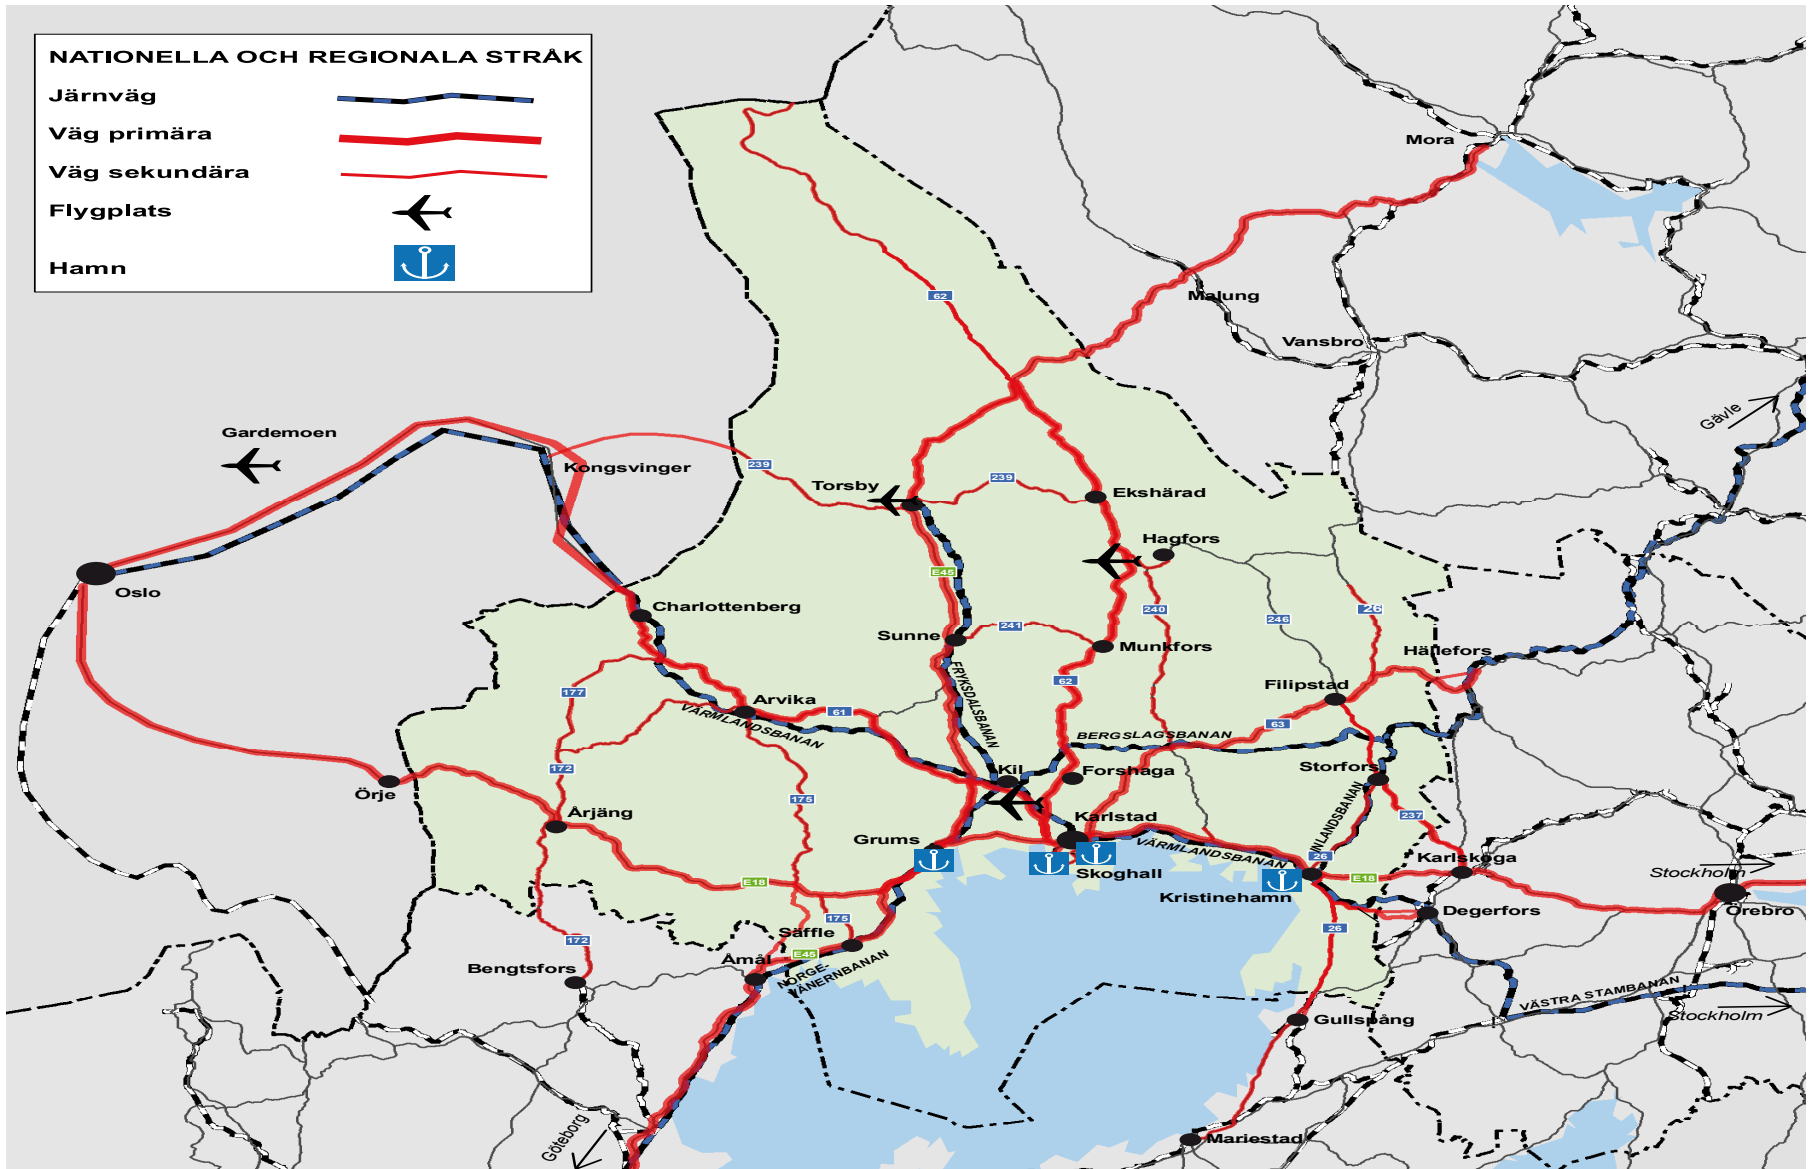 NATIONELLA OCH REGIONALA STRÅK
Järnväg
Väg primära
Väg sekundära
Flygplats
Hamn
Mora
62
Malung
Vansbro
Gävle
Gardemoen
Kongsvinger
239
Torsby
239
Ekshärad
Hagfors
Oslo
E45
Charlottenberg
240
246
26
Sunne
241
Munkfors
Hällefors
FRYKSDALSBANAN
62
177
Arvika
61
Filipstad
63
VÄRMLANDSBANAN
BERGSLAGSBANAN
172
Kil
Forshaga
Storfors
Örje
175
INLANDSBANAN
237
Årjäng
Karlstad
Grums
VÄRMLANDSBANAN
26
Karlskoga
Skoghall
E18
E18
Stockholm
Kristinehamn
Degerfors
Örebro
175
26
Säffle
172
E45
Åmål
Bengtsfors
NORGE-
VÄNERNBANAN
VÄSTRA STAMBANAN
Stockholm
Gullspång
Göteborg
Mariestad